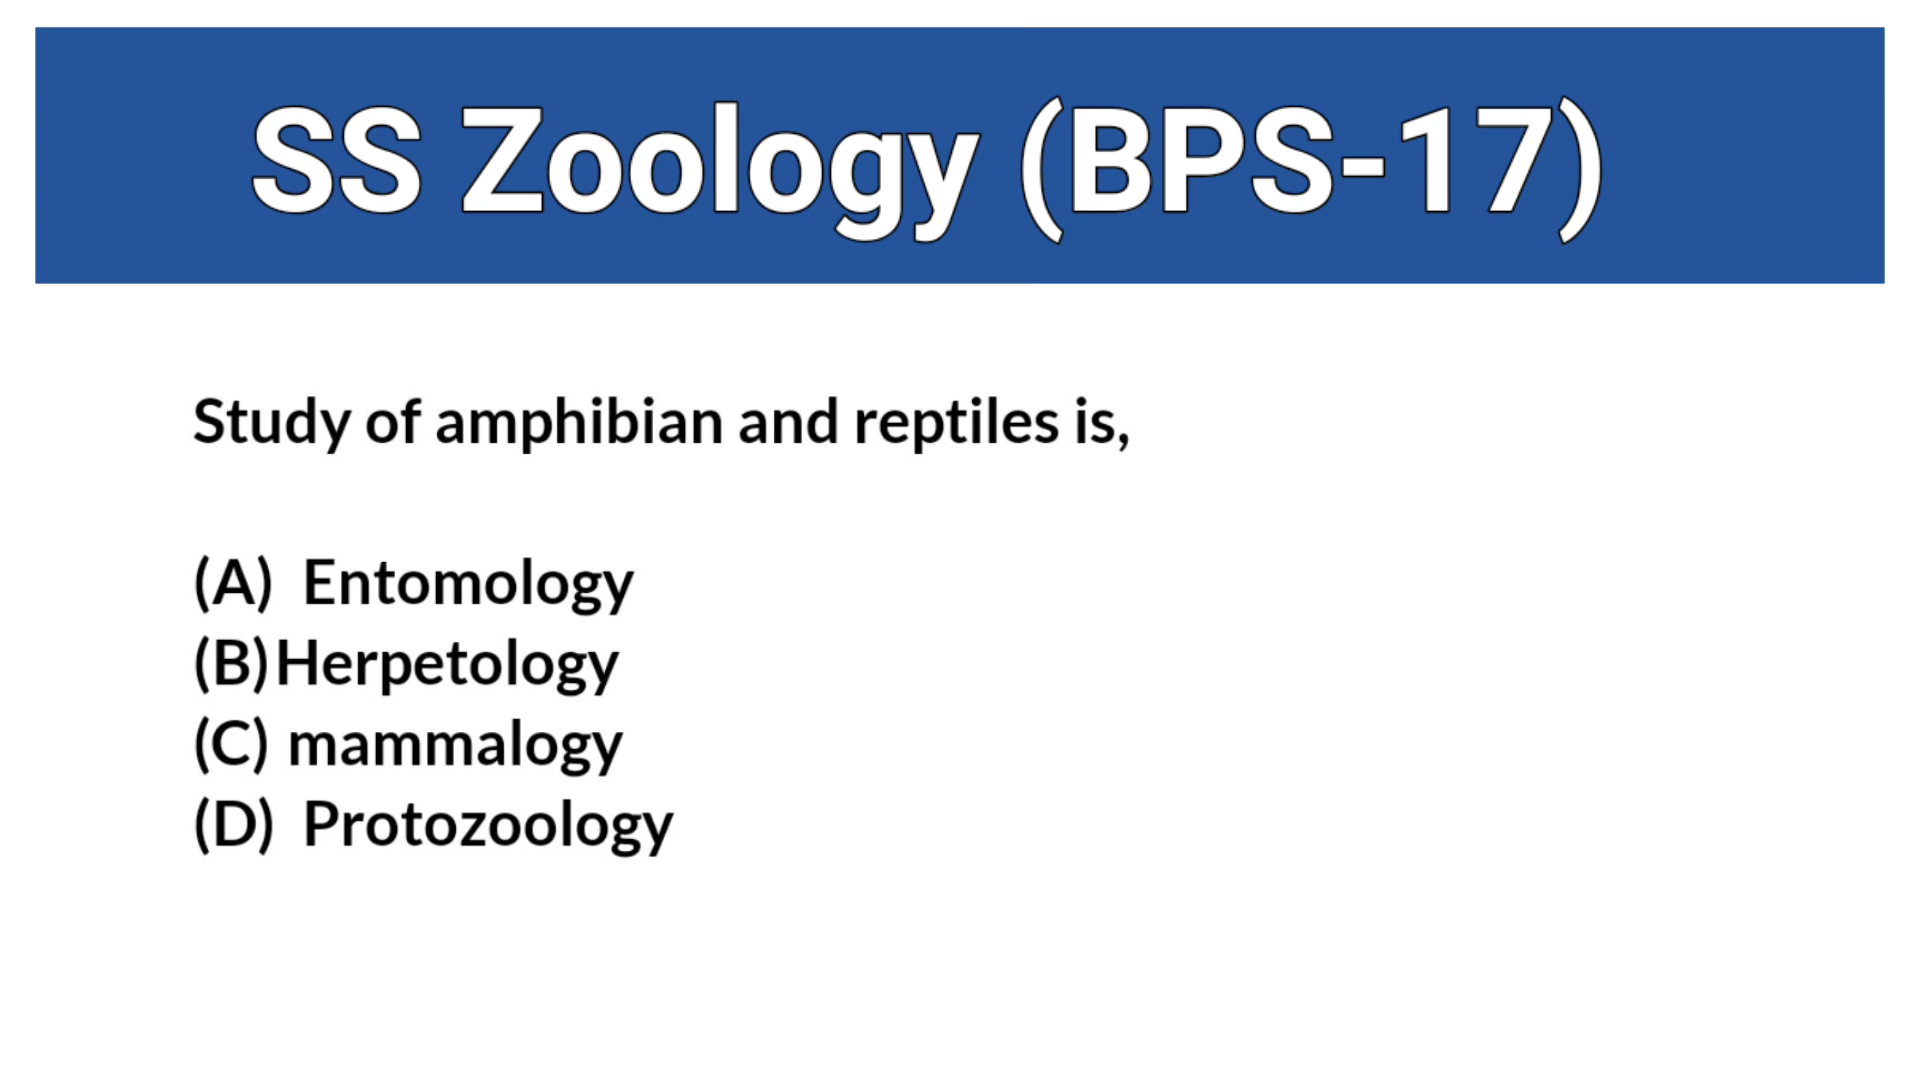 SS Zoology (BPS-17)
Study of amphibian and reptiles is,
(A) Entomology
(B) Herpetology
(C) mammalogy
(D) Protozoology